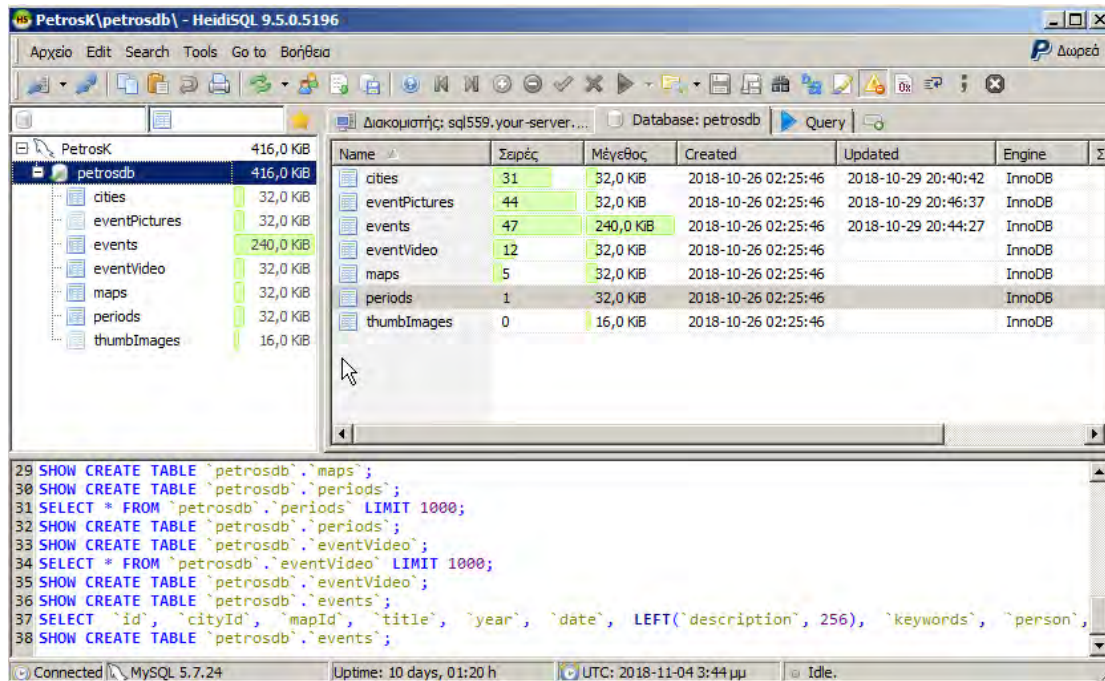 PetrosK\petrosdb\ - HeidiSQL 9.5.0.5196
Αρχείο Edit Search Tools Go to Βοήθεια Δωρεά
Διακομιστής: sql559.your-server.... Database: petrosdb Query
PetrosK 416,0 KiB
petrosdb 416,0 KiB
cities 32,0 KiB
eventPictures 32,0 KiB
events 240,0 KiB
eventVideo 32,0 KiB
maps 32,0 KiB
periods 32,0 KiB
thumbImages 16,0 KiB
Name Σειρές Μέγεθος Created Updated Engine Σ
cities 31 32,0 KiB 2018-10-26 02:25:46 2018-10-29 20:40:42 InnoDB
eventPictures 44 32,0 KiB 2018-10-26 02:25:46 2018-10-29 20:46:37 InnoDB
events 47 240,0 KiB 2018-10-26 02:25:46 2018-10-29 20:44:27 InnoDB
eventVideo 12 32,0 KiB 2018-10-26 02:25:46 InnoDB
maps 5 32,0 KiB 2018-10-26 02:25:46 InnoDB
periods 1 32,0 KiB 2018-10-26 02:25:46 InnoDB
thumbImages 0 16,0 KiB 2018-10-26 02:25:46 InnoDB
29 SHOW CREATE TABLE `petrosdb`.`maps`;
30 SHOW CREATE TABLE `petrosdb`.`periods`;
31 SELECT * FROM `petrosdb`.`periods` LIMIT 1000;
32 SHOW CREATE TABLE `petrosdb`.`periods`;
33 SHOW CREATE TABLE `petrosdb`.`eventVideo`;
34 SELECT * FROM `petrosdb`.`eventVideo` LIMIT 1000;
35 SHOW CREATE TABLE `petrosdb`.`eventVideo`;
36 SHOW CREATE TABLE `petrosdb`.`events`;
37 SELECT `id`, `cityId`, `mapId`, `title`, `year`, `date`, LEFT(`description`, 256), `keywords`, `person`,
38 SHOW CREATE TABLE `petrosdb`.`events`;
Connected MySQL 5.7.24 Uptime: 10 days, 01:20 h UTC: 2018-11-04 3:44 μμ Idle.